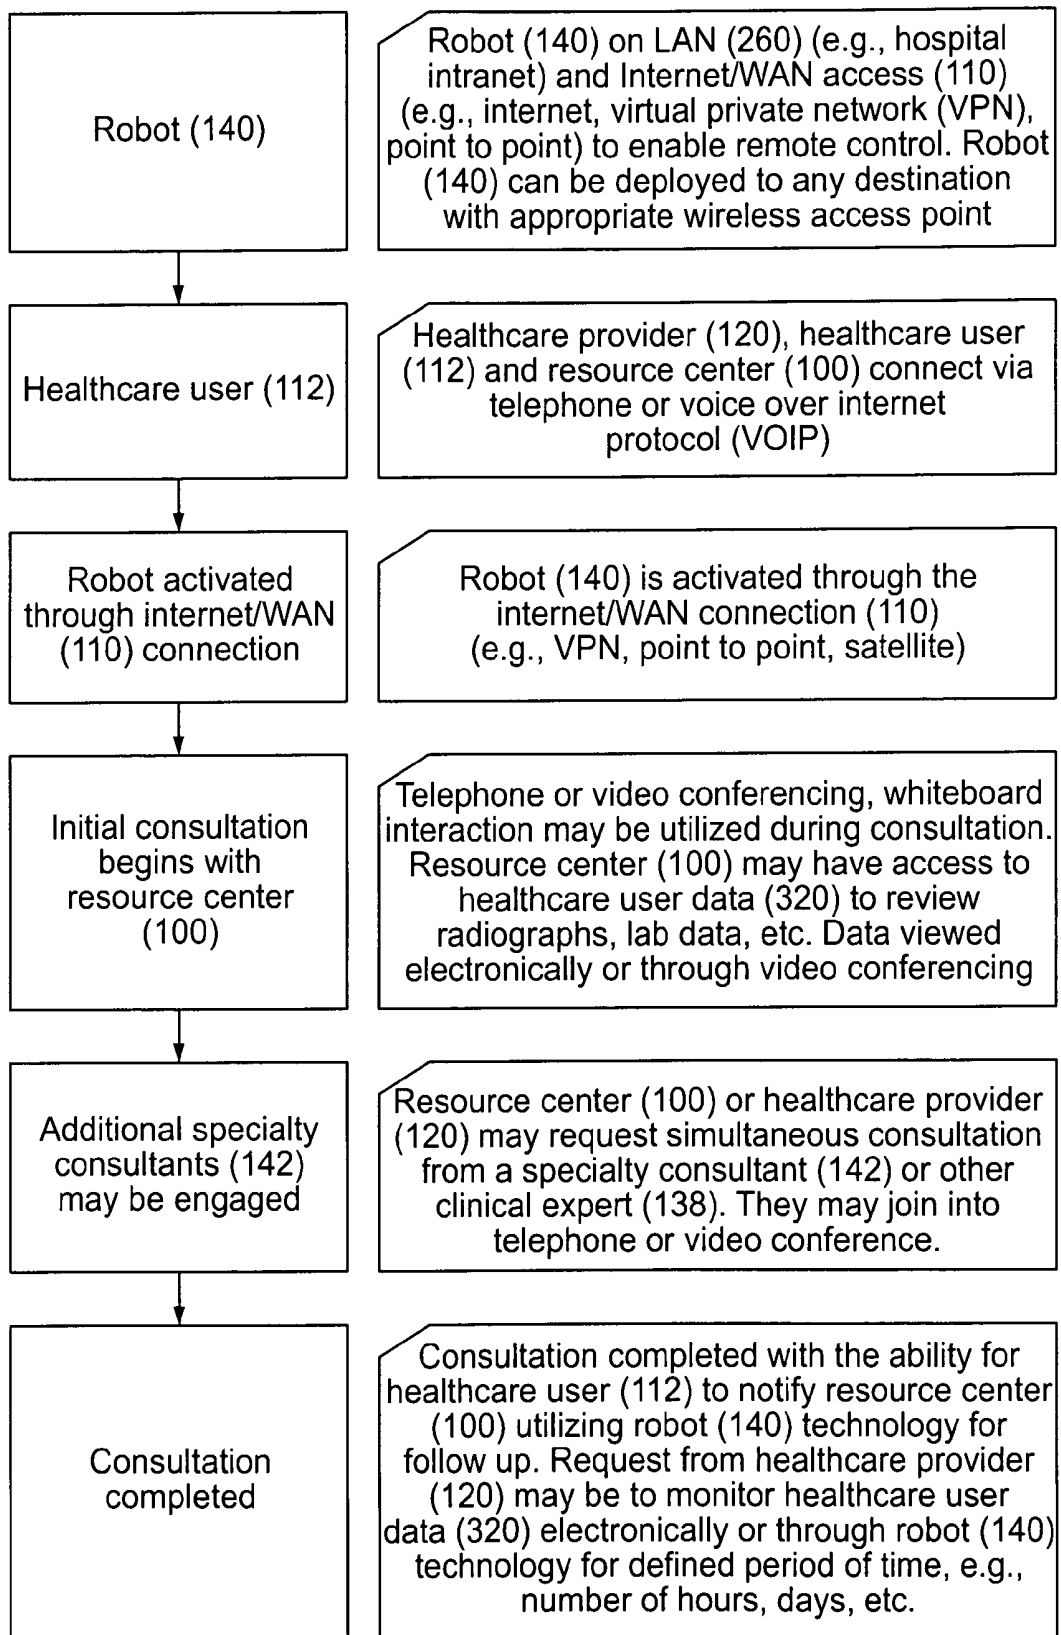 Robot (140)
Robot (140) on LAN (260) (e.g., hospital
intranet) and Internet/WAN access (110)
(e.g., internet, virtual private network (VPN),
point to point) to enable remote control. Robot
(140) can be deployed to any destination
with appropriate wireless access point
Healthcare user (112)
Healthcare provider (120), healthcare user
(112) and resource center (100) connect via
telephone or voice over internet
protocol (VOIP)
Robot activated
through internet/WAN
(110) connection
Robot (140) is activated through the
internet/WAN connection (110)
(e.g., VPN, point to point, satellite)
Initial consultation
begins with
resource center
(100)
Telephone or video conferencing, whiteboard
interaction may be utilized during consultation.
Resource center (100) may have access to
healthcare user data (320) to review
radiographs, lab data, etc. Data viewed
electronically or through video conferencing
Additional specialty
consultants (142)
may be engaged
Resource center (100) or healthcare provider
(120) may request simultaneous consultation
from a specialty consultant (142) or other
clinical expert (138). They may join into
telephone or video conference.
Consultation
completed
Consultation completed with the ability for
healthcare user (112) to notify resource center
(100) utilizing robot (140) technology for
follow up. Request from healthcare provider
(120) may be to monitor healthcare user
data (320) electronically or through robot (140)
technology for defined period of time, e.g.,
number of hours, days, etc.